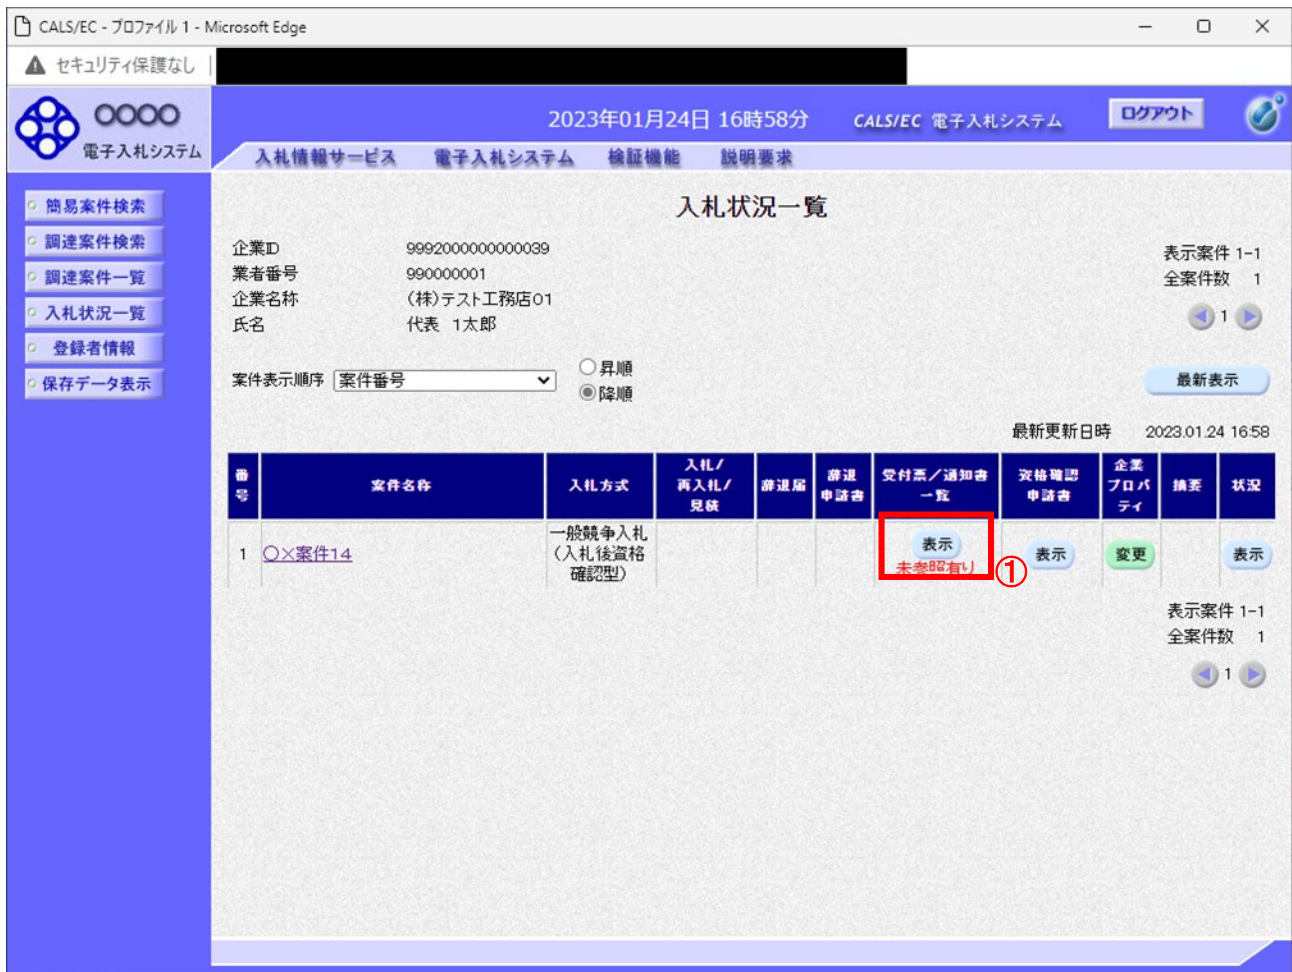 CALS/EC - プロファイル 1 - Microsoft Edge
セキュリティ保護なし
○○○○
電子入札システム
2023年01月24日 16時58分
CALS/EC 電子入札システム
ログアウト
入札情報サービス 電子入札システム 検証機能 説明要求
簡易案件検索
調達案件検索
調達案件一覧
入札状況一覧
登録者情報
保存データ表示
入札状況一覧
企業ID 9992000000000039
業者番号 990000001
企業名称 (株)テスト工務店01
氏名 代表 1太郎
表示案件 1-1
全案件数 1
1
案件表示順序 案件番号
昇順
降順
最新表示
最新更新日時 2023.01.24 16:58
番号 案件名称 入札方式 入札/再入札/見積 辞退届 辞退申請書 受付票/通知書一覧 資格確認申請書 企業プロパティ 摘要 状況
1 ○×案件14 一般競争入札(入札後資格確認型) 表示 未参照有り 表示 変更 表示
①
表示案件 1-1
全案件数 1
1